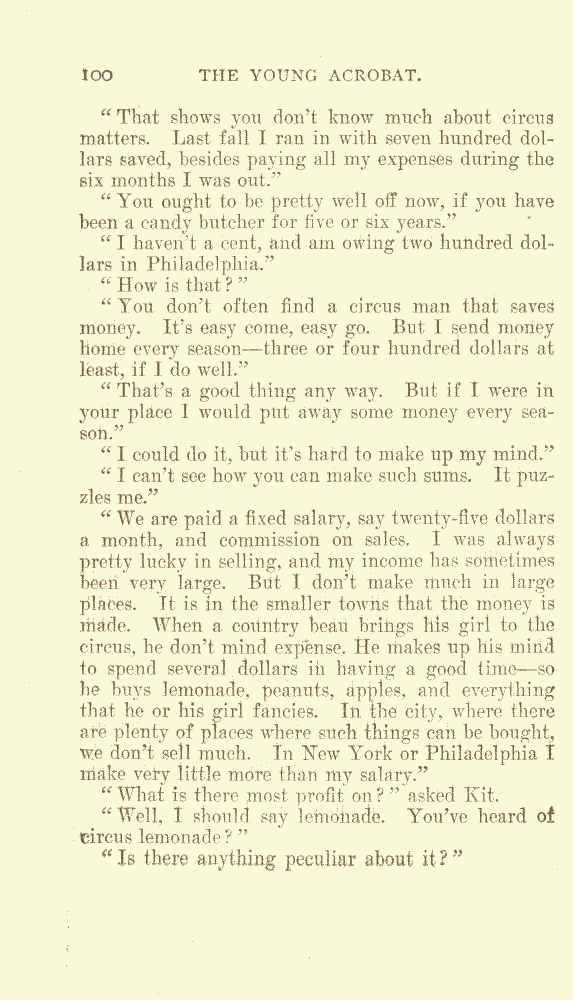 100 THE YOUNG ACROBAT.
“That shows you don’t know much about circus
matters. Last fall I ran in with seven hundred dol-
lars saved, besides paying all my expenses during the
six months I was out.”
“You ought to be pretty well off now, if you have
been a candy butcher for five or six years.”
“I haven’t a cent, and am owing two hundred dol-
lars in Philadelphia.”
“How is that?”
“You don’t often find a circus man that saves
money. It’s easy come, easy go. But I send money
home every season—three or four hundred dollars at
least, if I do well.”
“That’s a good thing any way. But if I were in
your place I would put away some money every sea-
son.”
“I could do it, but it’s hard to make up my mind.”
“I can’t see how you can make such sums. It puz-
zles me.”
“We are paid a fixed salary, say twenty-five dollars
a month, and commission on sales. I was always
pretty lucky in selling, and my income has sometimes
been very large. But I don’t make much in large
places. It is in the smaller towns that the money is
made. When a country beau brings his girl to the
circus, he don’t mind expense. He makes up his mind
to spend several dollars in having a good time—so
he buys lemonade, peanuts, apples, and everything
that he or his girl fancies. In the city, where there
are plenty of places where such things can be bought,
we don’t sell much. In New York or Philadelphia I
make very little more than my salary.”
“What is there most profit on?” asked Kit.
“Well, I should say lemonade. You’ve heard of
circus lemonade?”
“Is there anything peculiar about it?”